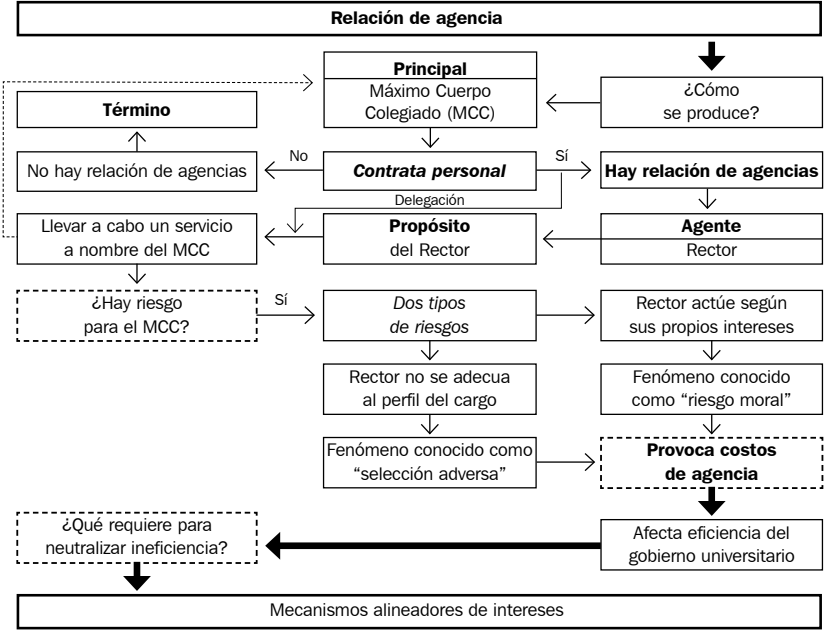 Relación de agencia
Principal
Máximo Cuerpo
Colegiado (MCC)
¿Cómo
se produce?
Término
No hay relación de agencias
No
Contrata personal
Sí
Hay relación de agencias
Delegación
Llevar a cabo un servicio
a nombre del MCC
Propósito
del Rector
Agente
Rector
¿Hay riesgo
para el MCC?
Sí
Dos tipos
de riesgos
Rector actúe según
sus propios intereses
Rector no se adecua
al perfil del cargo
Fenómeno conocido
como “riesgo moral”
Fenómeno conocido como
“selección adversa”
Provoca costos
de agencia
¿Qué requiere para
neutralizar ineficiencia?
Afecta eficiencia del
gobierno universitario
Mecanismos alineadores de intereses